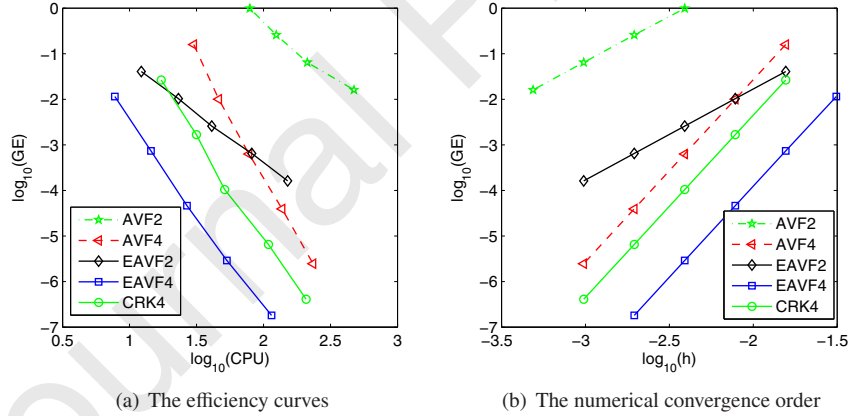 0
−1
−2
−3
−4
−5
−6
−7
log10(GE)
AVF2
AVF4
EAVF2
EAVF4
CRK4
0.5 1 1.5 2 2.5 3
log10(CPU)
(a) The efficiency curves
0
−1
−2
−3
−4
−5
−6
−7
log10(GE)
AVF2
AVF4
EAVF2
EAVF4
CRK4
−3.5 −3 −2.5 −2 −1.5
log10(h)
(b) The numerical convergence order
Journal